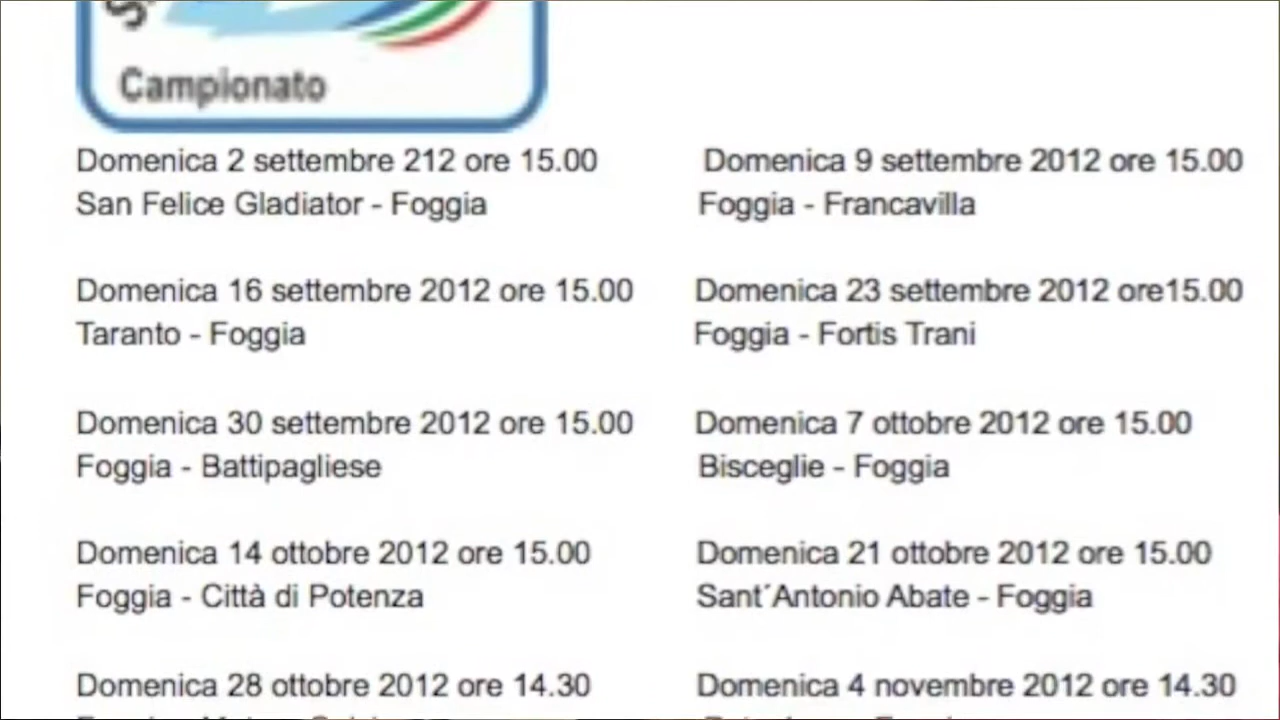 Campionato
Domenica 2 settembre 212 ore 15.00
San Felice Gladiator - Foggia
Domenica 9 settembre 2012 ore 15.00
Foggia - Francavilla
Domenica 16 settembre 2012 ore 15.00
Taranto - Foggia
Domenica 23 settembre 2012 ore15.00
Foggia - Fortis Trani
Domenica 30 settembre 2012 ore 15.00
Foggia - Battipagliese
Domenica 7 ottobre 2012 ore 15.00
Bisceglie - Foggia
Domenica 14 ottobre 2012 ore 15.00
Foggia - Città di Potenza
Domenica 21 ottobre 2012 ore 15.00
Sant´Antonio Abate - Foggia
Domenica 28 ottobre 2012 ore 14.30
Domenica 4 novembre 2012 ore 14.30